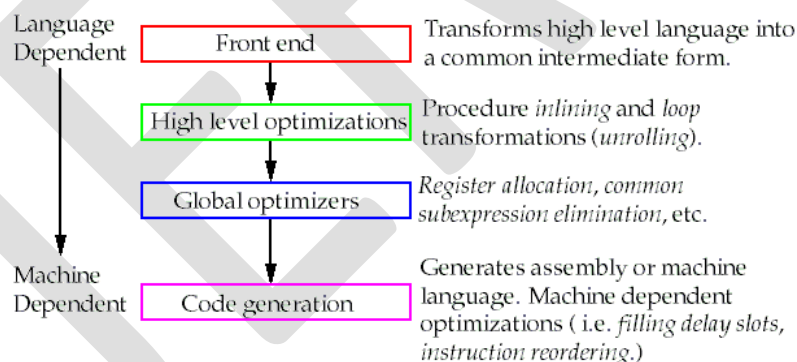 Language
Dependent
Front end
Transforms high level language into
a common intermediate form.
High level optimizations
Procedure inlining and loop
transformations (unrolling).
Global optimizers
Register allocation, common
subexpression elimination, etc.
Machine
Dependent
Code generation
Generates assembly or machine
language. Machine dependent
optimizations ( i.e. filling delay slots,
instruction reordering.)